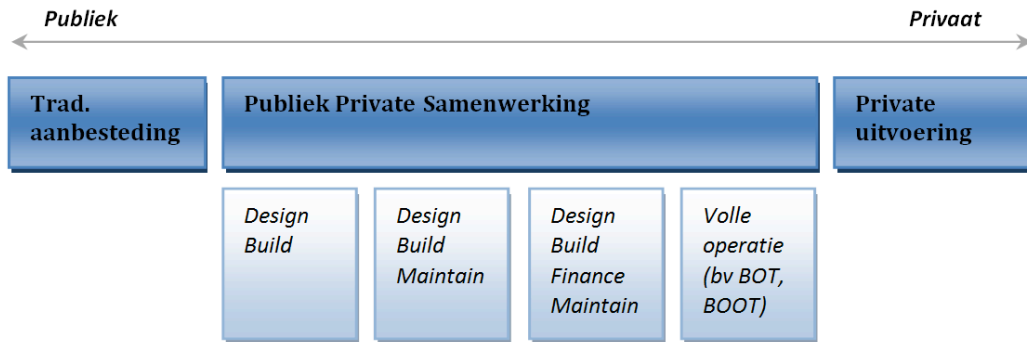 Publiek
Privaat
Trad.
aanbesteding
Publiek Private Samenwerking
Private
uitvoering
Design
Build
Design
Build
Maintain
Design
Build
Finance
Maintain
Volle
operatie
(bv BOT,
BOOT)